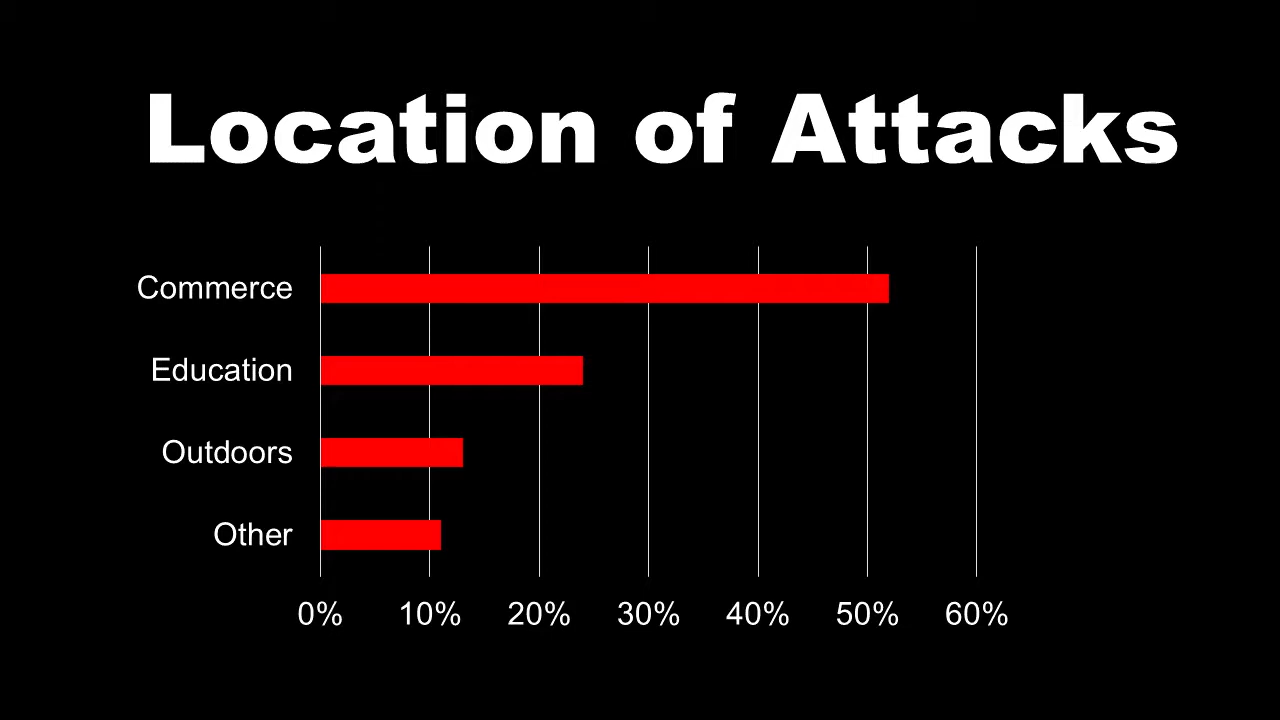 Location of Attacks
Commerce
Education
Outdoors
Other
0% 10% 20% 30% 40% 50% 60%